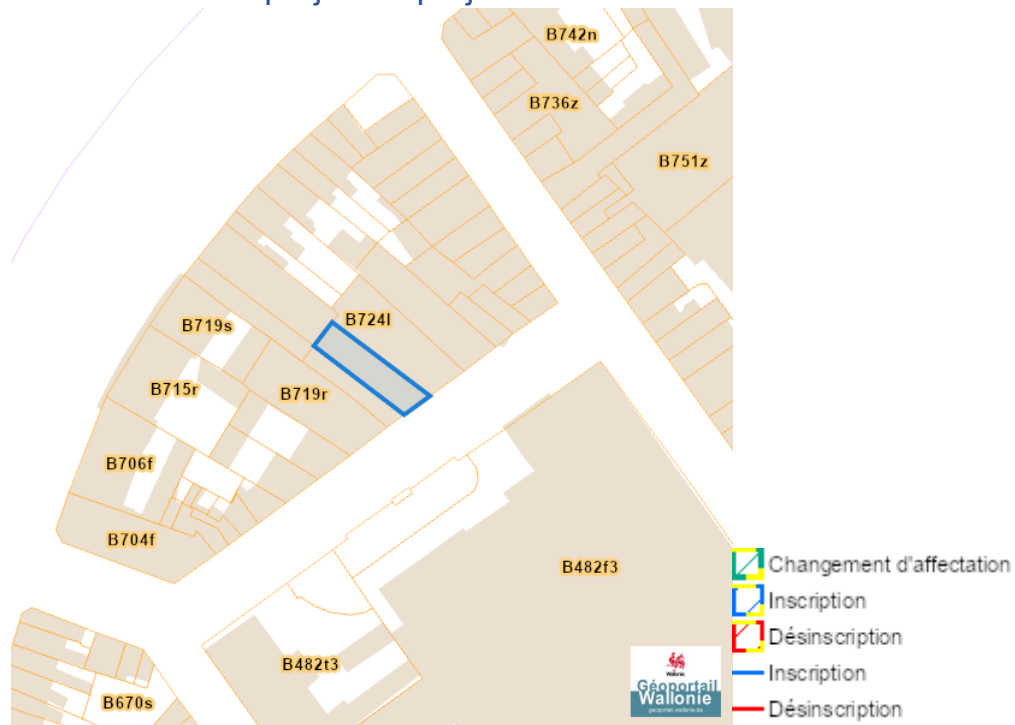 B742n
B736z
B751z
B724l
B719s
B715r
B719r
B706f
B704f
B482f3
B482t3
B670s
Wallonie
Géoportail
Wallonie
geoportail.wallonie.be
Changement d'affectation
Inscription
Désinscription
Inscription
Désinscription